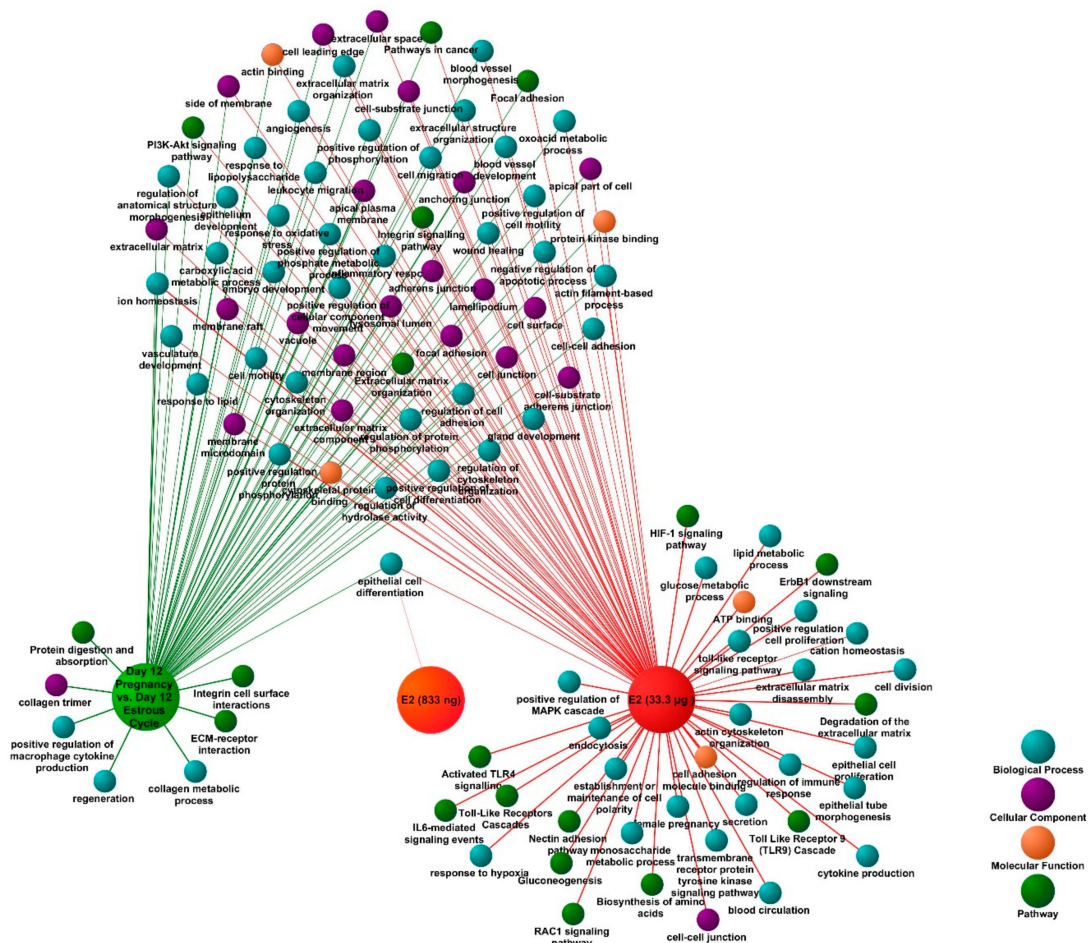 extracellular space
cell leading edge
Pathways in cancer
actin binding
blood vessel
morphogenesis
extracellular matrix
organization
Focal adhesion
side of membrane
cell-substrate junction
angiogenesis
extracellular structure
organization
oxoacid metabolic
process
PI3K-Akt signaling
pathway
positive regulation of
phosphorylation
response to
lipopolysaccharide
cell migration
blood vessel
development
leukocyte migration
apical part of cell
regulation of
anatomical structure
morphogenesis
anchoring junction
epithelium
development
apical plasma
membrane
positive regulation of
cell motility
response to oxidative
stress
Integrin signalling
pathway
protein kinase binding
extracellular matrix
wound healing
positive regulation of
phosphate metabolic
process
carboxylic acid
metabolic process
inflammatory
negative regulation of
apoptotic process
embryo development
adherens junction
actin filament-based
process
ion homeostasis
positive regulation of
cellular component
movement
lamellipodium
lysosomal lumen
cell surface
membrane raft
vacuole
cell-cell adhesion
vasculature
development
focal adhesion
cell motility
membrane region
cell junction
Extracellular matrix
organization
response to lipid
cytoskeleton
organization
cell-substrate
adherens junction
regulation of cell
adhesion
extracellular matrix
component
gland development
membrane
microdomain
regulation of protein
phosphorylation
positive regulation
protein
phosphorylation
regulation of
cytoskeleton
organization
cytoskeletal protein
binding
positive regulation of
cell differentiation
regulation of
hydrolase activity
HIF-1 signaling
pathway
lipid metabolic
process
epithelial cell
differentiation
glucose metabolic
process
ErbB1 downstream
signaling
ATP binding
positive regulation
cell proliferation
Protein digestion and
absorption
toll-like receptor
signaling pathway
cation homeostasis
Day 12
Pregnancy
vs. Day 12
Estrous
Cycle
Integrin cell surface
interactions
E2 (833 ng)
E2 (33.3 µg )
collagen trimer
positive regulation of
MAPK cascade
extracellular matrix
disassembly
cell division
ECM-receptor
interaction
actin cytoskeleton
organization
Degradation of the
extracellular matrix
positive regulation of
macrophage cytokine
production
endocytosis
epithelial cell
proliferation
regeneration
collagen metabolic
process
Activated TLR4
signalling
cell adhesion
molecule binding
regulation of immune
response
establishment or
maintenance of cell
polarity
epithelial tube
morphogenesis
Toll-Like Receptors
Cascades
IL6-mediated
signaling events
female pregnancy
secretion
Nectin adhesion
pathway
Toll Like Receptor 9
(TLR9) Cascade
monosaccharide
metabolic process
transmembrane
receptor protein
tyrosine kinase
signaling pathway
response to hypoxia
cytokine production
Gluconeogenesis
Biosynthesis of amino
acids
blood circulation
RAC1 signaling
pathway
cell-cell junction
Biological Process
Cellular Component
Molecular Function
Pathway